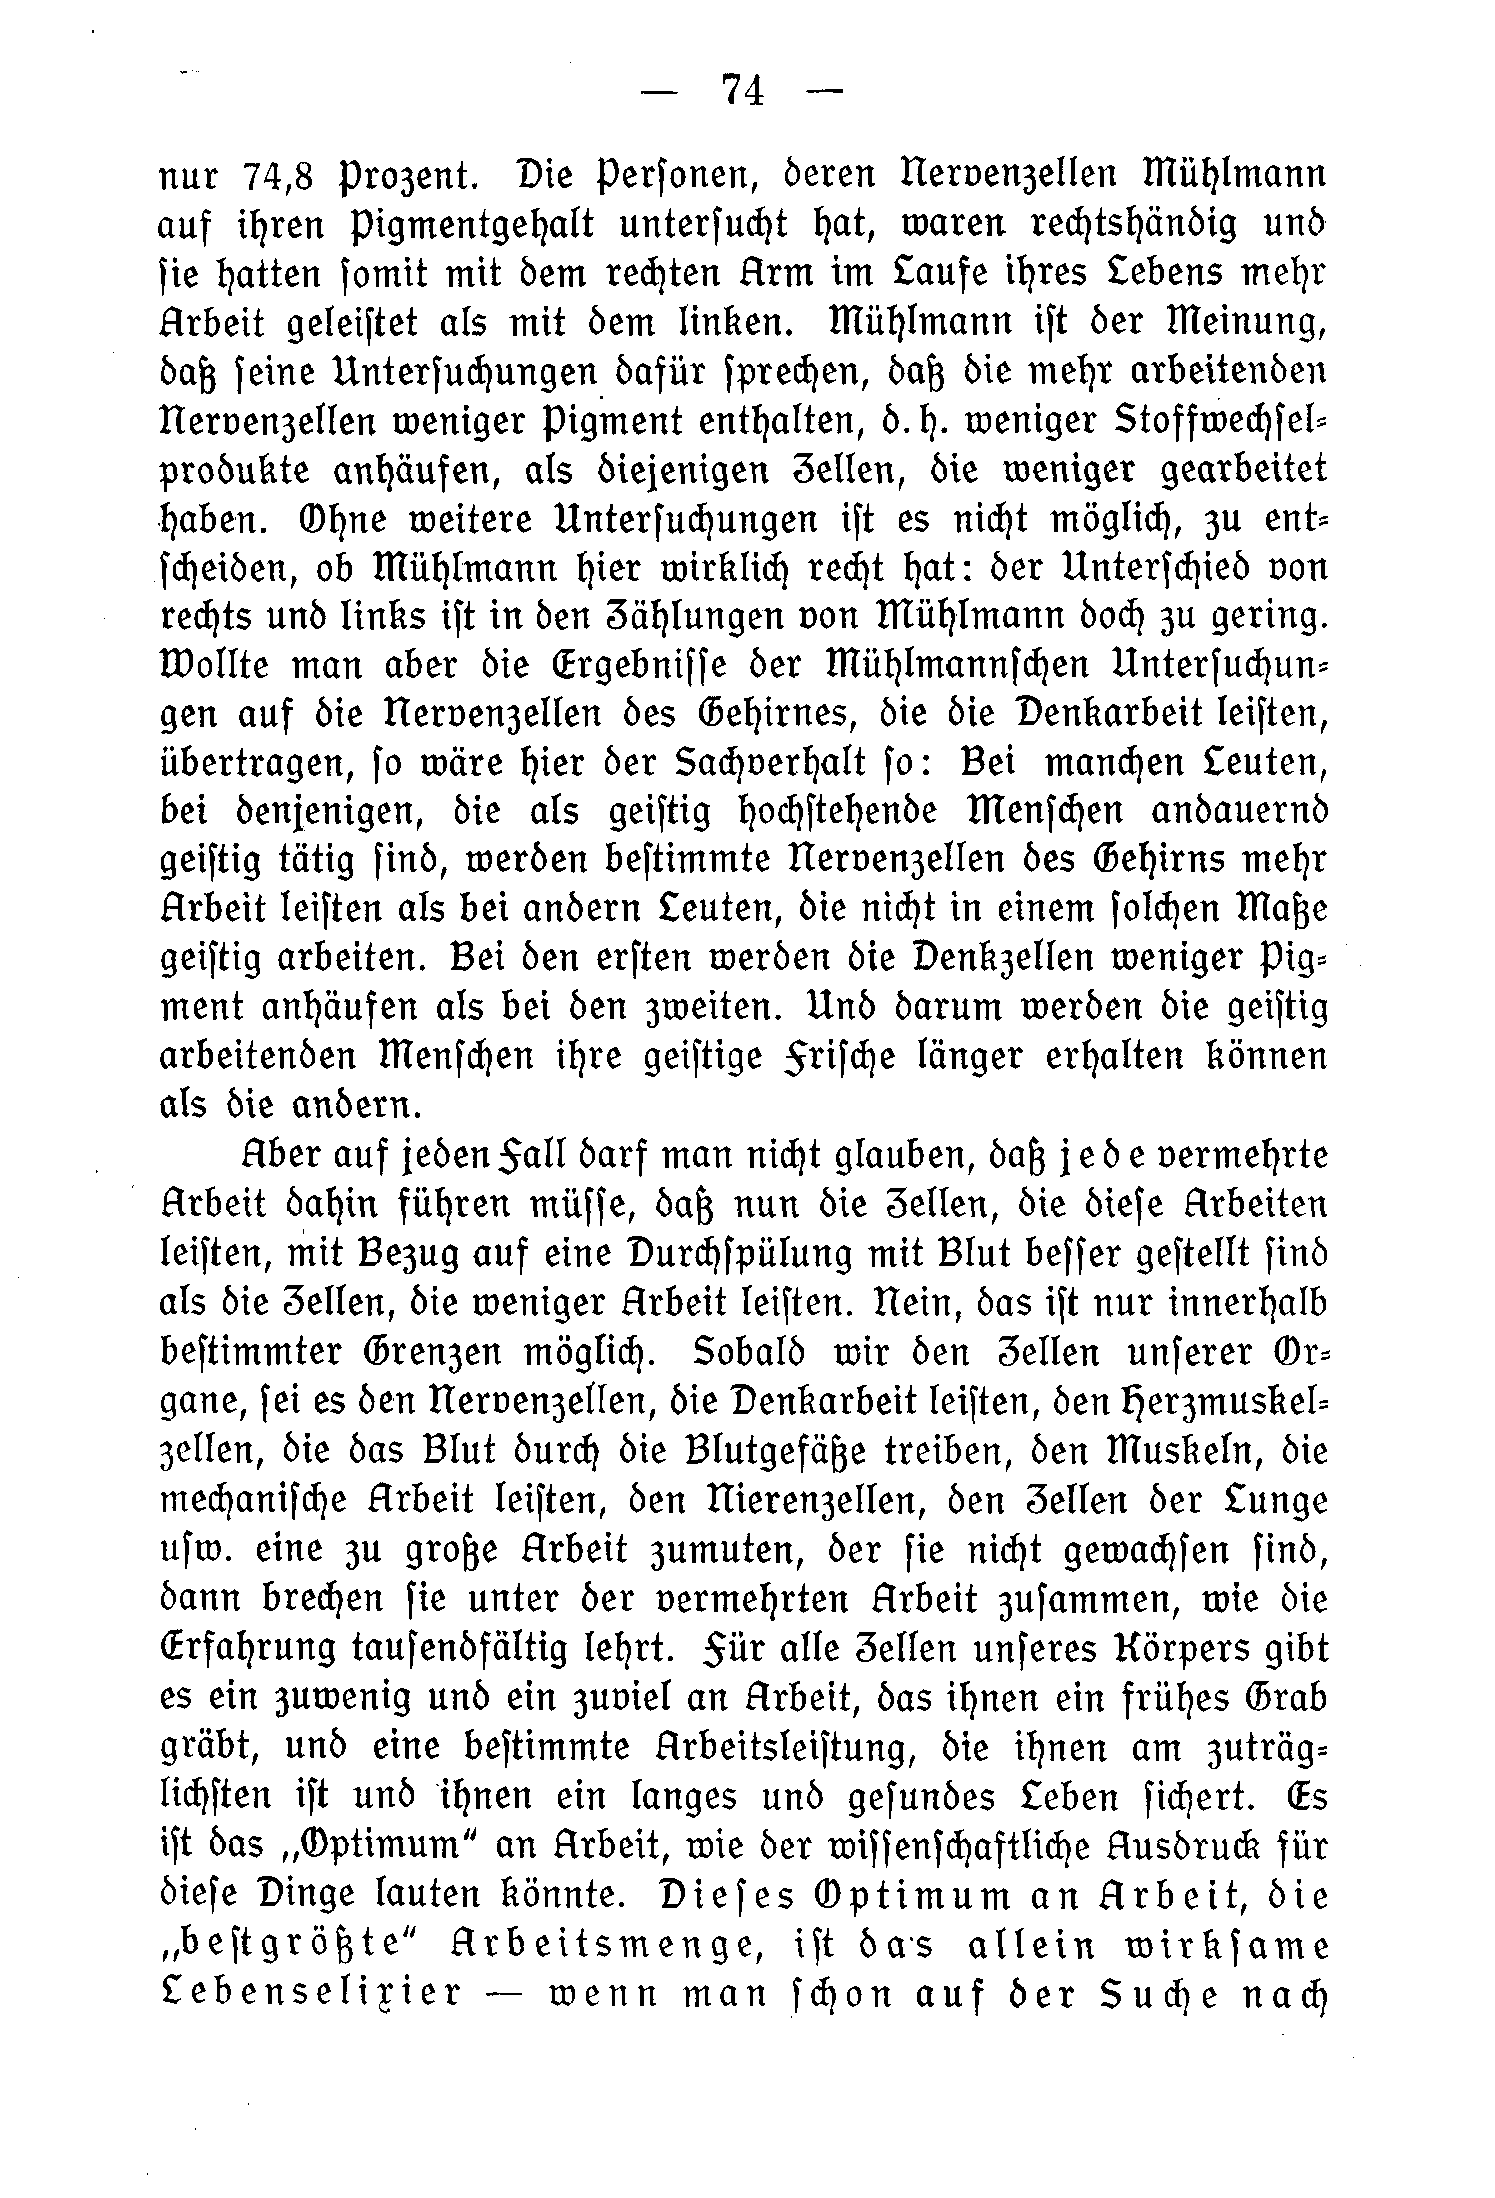 — 74 —
nur 74,8 Prozent. Die Personen, deren Nervenzellen Mühlmann
auf ihren Pigmentgehalt untersucht hat, waren rechtshändig und
sie hatten somit mit dem rechten Arm im Laufe ihres Lebens mehr
Arbeit geleistet als mit dem linken. Mühlmann ist der Meinung,
daß seine Untersuchungen dafür sprechen, daß die mehr arbeitenden
Nervenzellen weniger Pigment enthalten, d. h. weniger Stoffwechsel-
produkte anhäufen, als diejenigen Zellen, die weniger gearbeitet
haben. Ohne weitere Untersuchungen ist es nicht möglich, zu ent-
scheiden, ob Mühlmann hier wirklich recht hat: der Unterschied von
rechts und links ist in den Zählungen von Mühlmann doch zu gering.
Wollte man aber die Ergebnisse der Mühlmannschen Untersuchun-
gen auf die Nervenzellen des Gehirnes, die die Denkarbeit leisten,
übertragen, so wäre hier der Sachverhalt so: Bei manchen Leuten,
bei denjenigen, die als geistig hochstehende Menschen andauernd
geistig tätig sind, werden bestimmte Nervenzellen des Gehirns mehr
Arbeit leisten als bei andern Leuten, die nicht in einem solchen Maße
geistig arbeiten. Bei den ersten werden die Denkzellen weniger Pig-
ment anhäufen als bei den zweiten. Und darum werden die geistig
arbeitenden Menschen ihre geistige Frische länger erhalten können
als die andern.
Aber auf jeden Fall darf man nicht glauben, daß jede vermehrte
Arbeit dahin führen müsse, daß nun die Zellen, die diese Arbeiten
leisten, mit Bezug auf eine Durchspülung mit Blut besser gestellt sind
als die Zellen, die weniger Arbeit leisten. Nein, das ist nur innerhalb
bestimmter Grenzen möglich. Sobald wir den Zellen unserer Or-
gane, sei es den Nervenzellen, die Denkarbeit leisten, den Herzmuskel-
zellen, die das Blut durch die Blutgefäße treiben, den Muskeln, die
mechanische Arbeit leisten, den Nierenzellen, den Zellen der Lunge
usw. eine zu große Arbeit zumuten, der sie nicht gewachsen sind,
dann brechen sie unter der vermehrten Arbeit zusammen, wie die
Erfahrung tausendfältig lehrt. Für alle Zellen unseres Körpers gibt
es ein zuwenig und ein zuviel an Arbeit, das ihnen ein frühes Grab
gräbt, und eine bestimmte Arbeitsleistung, die ihnen am zuträg-
lichsten ist und ihnen ein langes und gesundes Leben sichert. Es
ist das „Optimum" an Arbeit, wie der wissenschaftliche Ausdruck für
diese Dinge lauten könnte. Dieses Optimum an Arbeit, die
„bestgrößte" Arbeitsmenge, ist das allein wirksame
Lebenselixier — wenn man schon auf der Suche nach